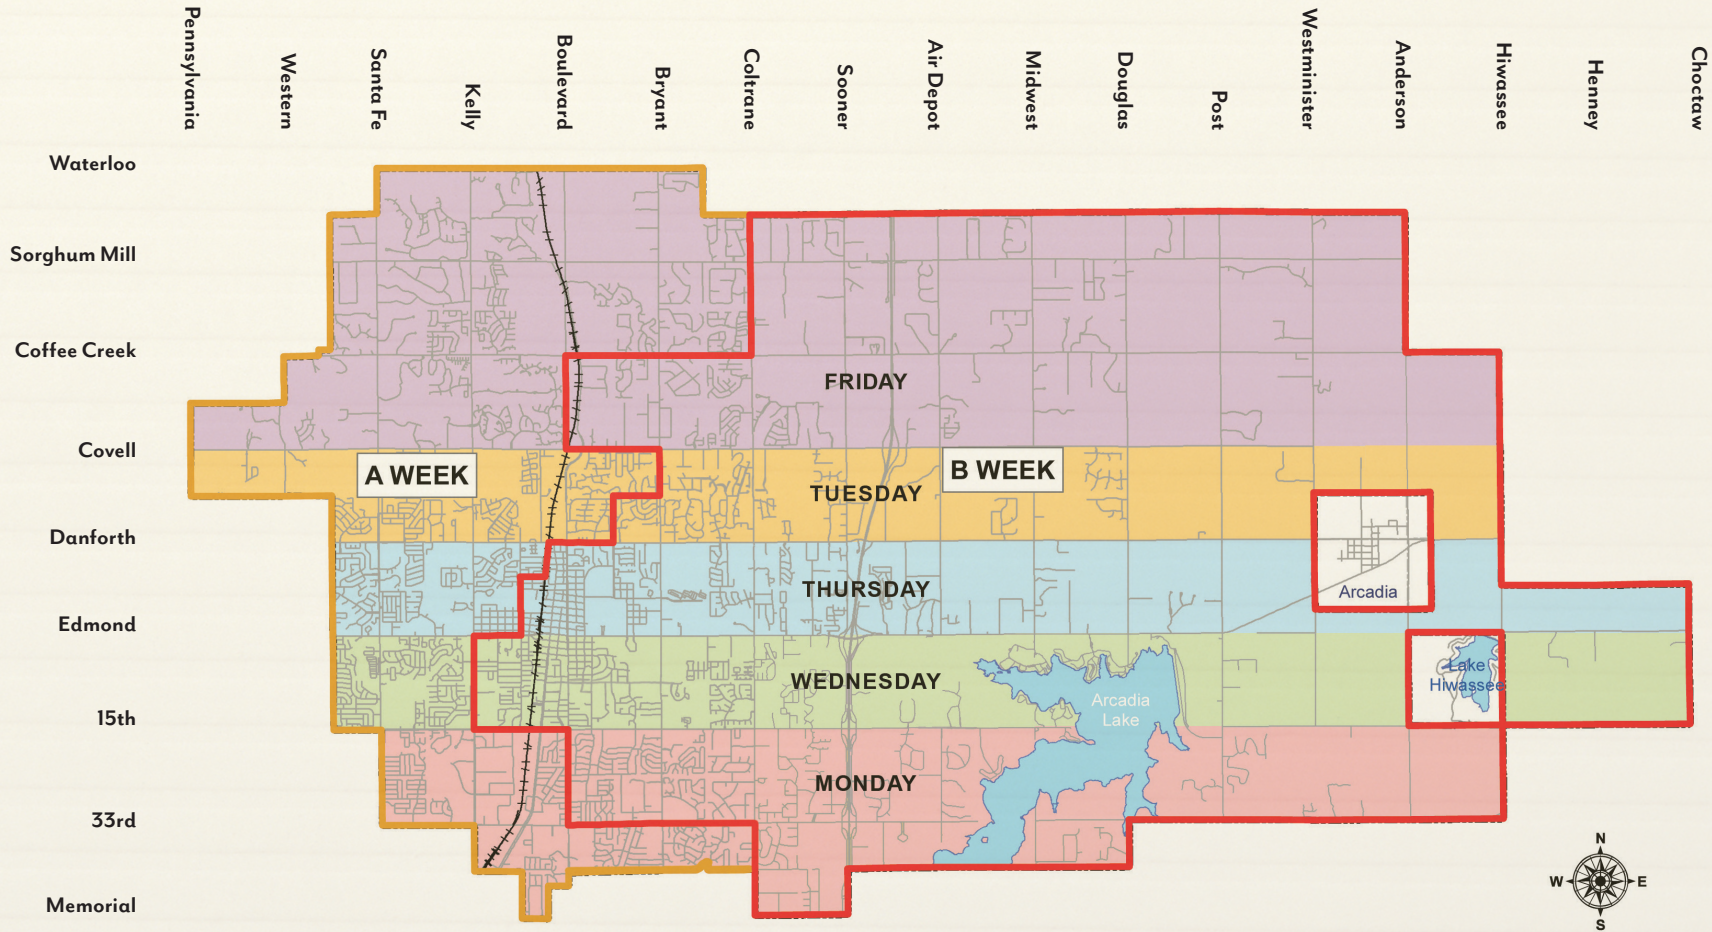 Pennsylvania
Western
Santa Fe
Kelly
Boulevard
Bryant
Coltrane
Sooner
Air Depot
Midwest
Douglas
Post
Westminister
Anderson
Hiwassee
Henney
Choctaw
Waterloo
Sorghum Mill
Coffee Creek
FRIDAY
Covell
A WEEK
B WEEK
TUESDAY
Danforth
THURSDAY
Arcadia
Edmond
WEDNESDAY
Lake
Hiwassee
Arcadia
Lake
15th
MONDAY
33rd
Memorial
N
W
E
S